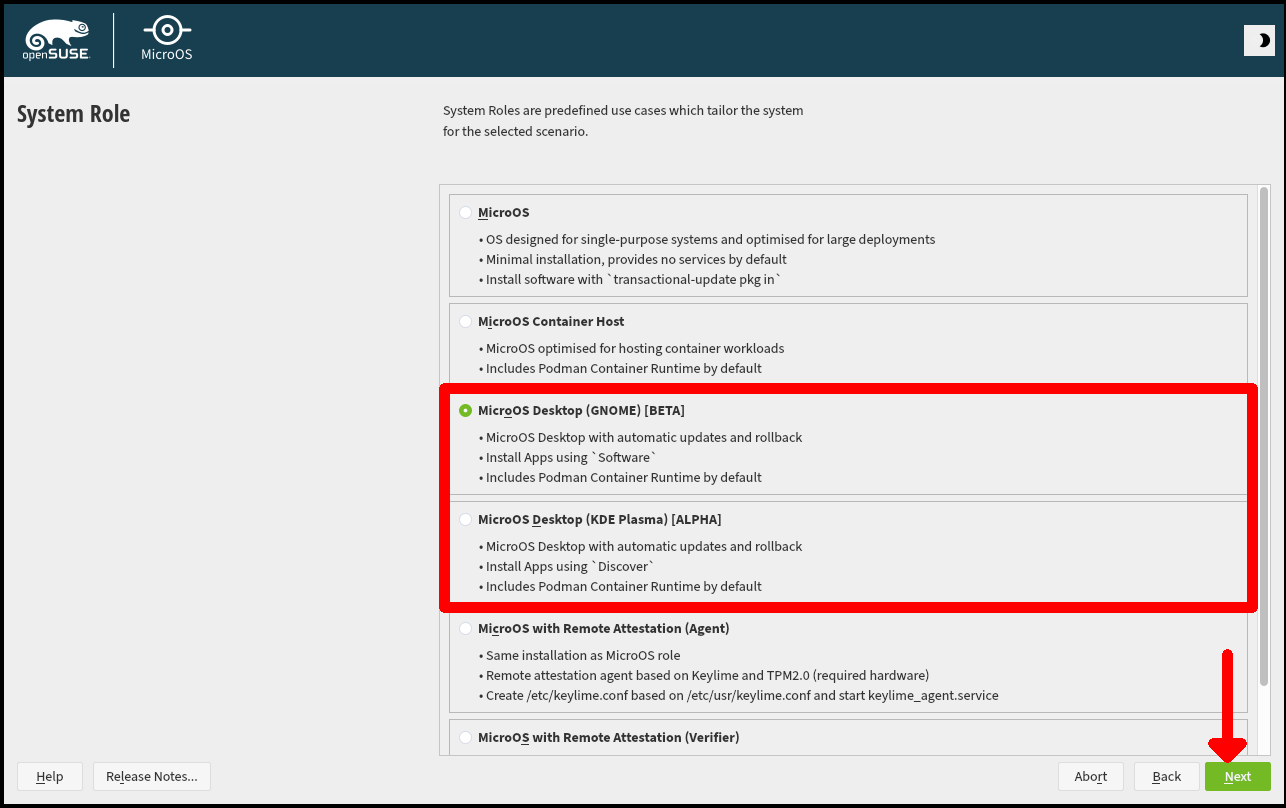 openSUSE
MicroOS
System Role
System Roles are predefined use cases which tailor the system
for the selected scenario.
MicroOS
• OS designed for single-purpose systems and optimised for large deployments
• Minimal installation, provides no services by default
• Install software with `transactional-update pkg in`
MicroOS Container Host
• MicroOS optimised for hosting container workloads
• Includes Podman Container Runtime by default
MicroOS Desktop (GNOME) [BETA]
• MicroOS Desktop with automatic updates and rollback
• Install Apps using `Software`
• Includes Podman Container Runtime by default
MicroOS Desktop (KDE Plasma) [ALPHA]
• MicroOS Desktop with automatic updates and rollback
• Install Apps using `Discover`
• Includes Podman Container Runtime by default
MicroOS with Remote Attestation (Agent)
• Same installation as MicroOS role
• Remote attestation agent based on Keylime and TPM2.0 (required hardware)
• Create /etc/keylime.conf based on /etc/usr/keylime.conf and start keylime_agent.service
MicroOS with Remote Attestation (Verifier)
Help
Release Notes...
Abort
Back
Next